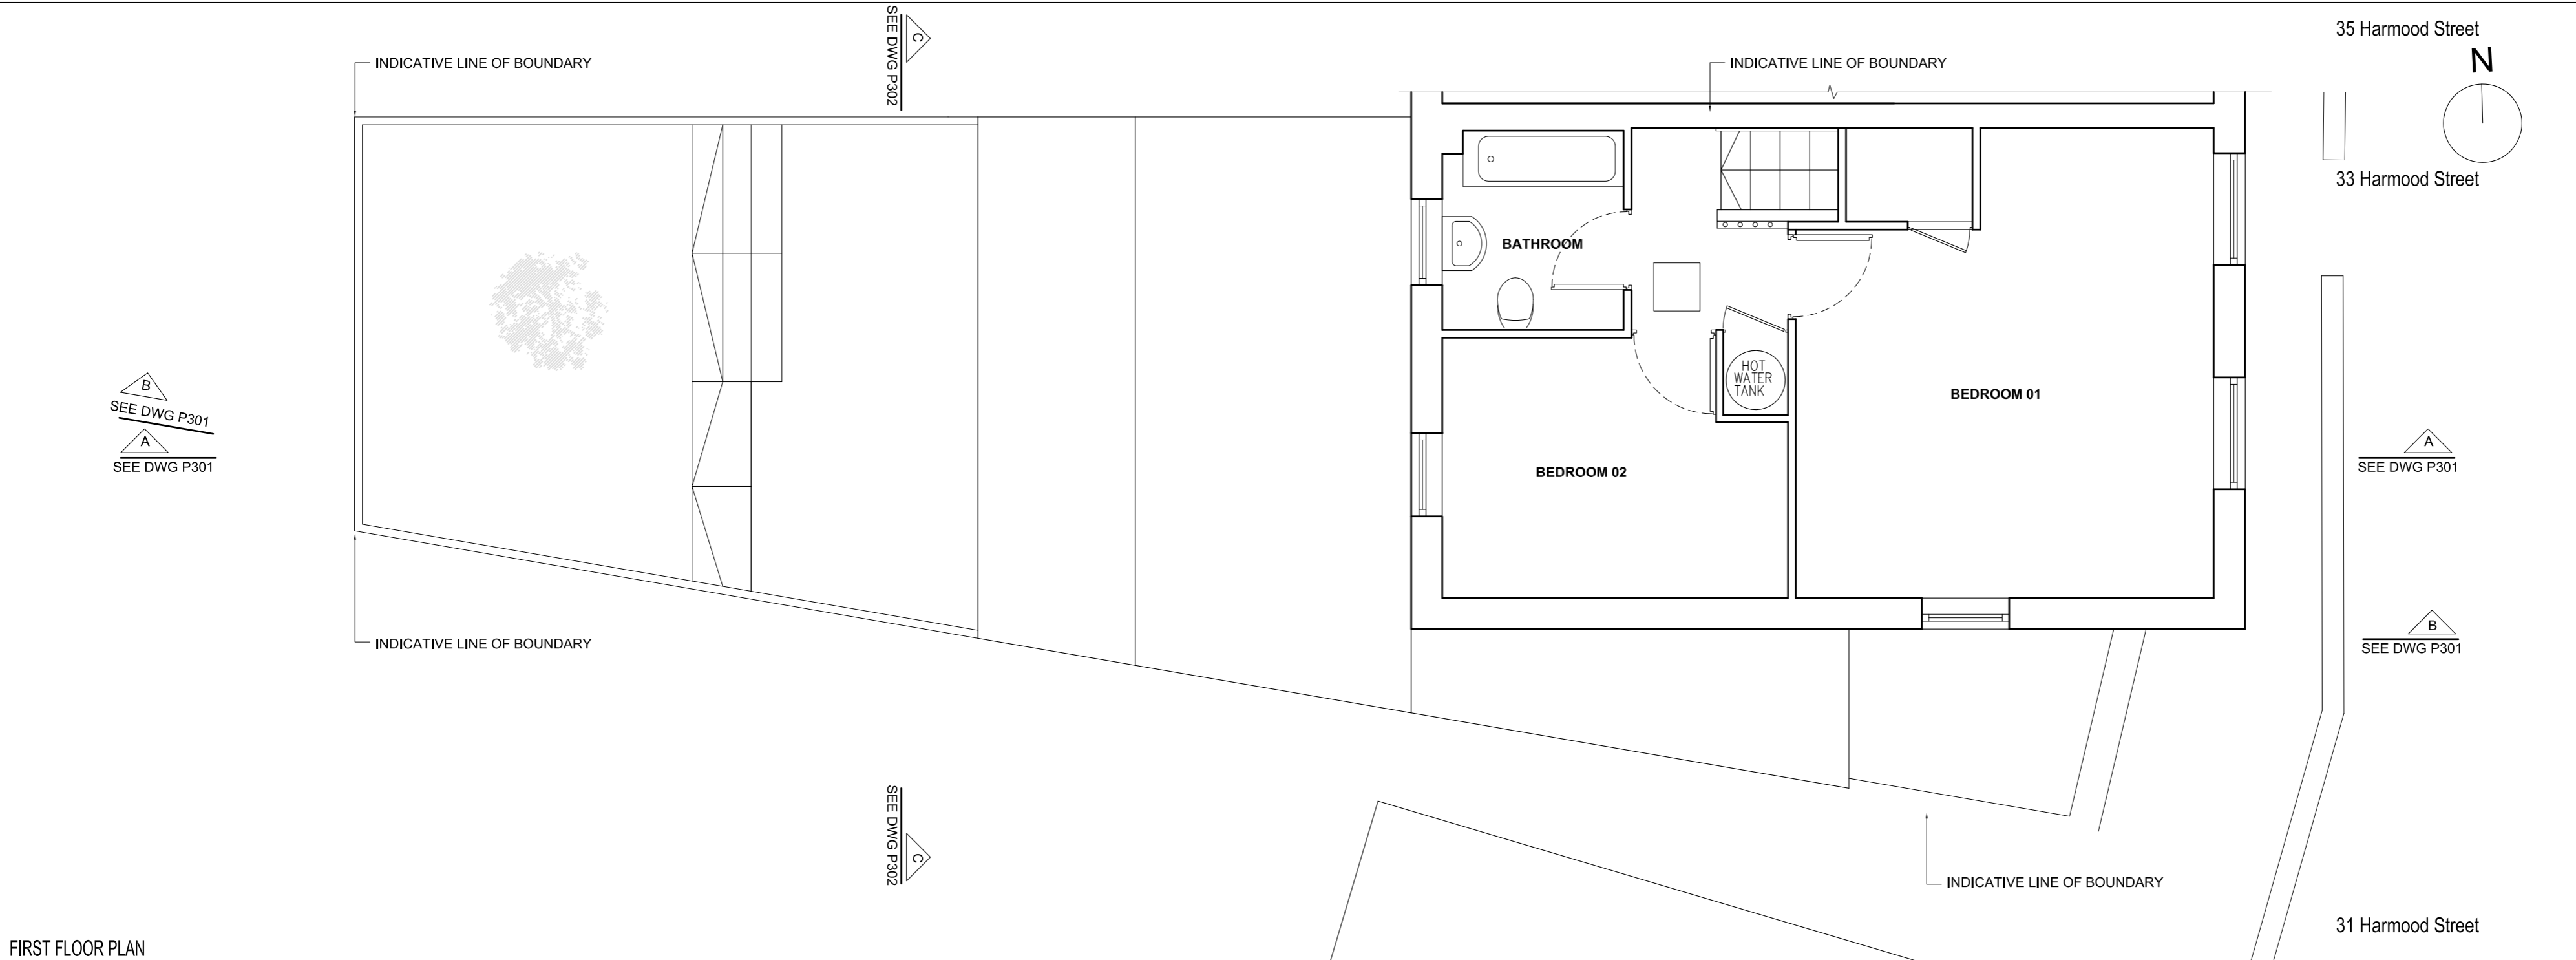 35 Harmood Street
N
33 Harmood Street
INDICATIVE LINE OF BOUNDARY
C
SEE DWG P302
INDICATIVE LINE OF BOUNDARY
BATHROOM
HOT
WATER
TANK
BEDROOM 01
BEDROOM 02
B
SEE DWG P301
A
SEE DWG P301
A
SEE DWG P301
B
SEE DWG P301
INDICATIVE LINE OF BOUNDARY
SEE DWG P302
C
INDICATIVE LINE OF BOUNDARY
31 Harmood Street
FIRST FLOOR PLAN